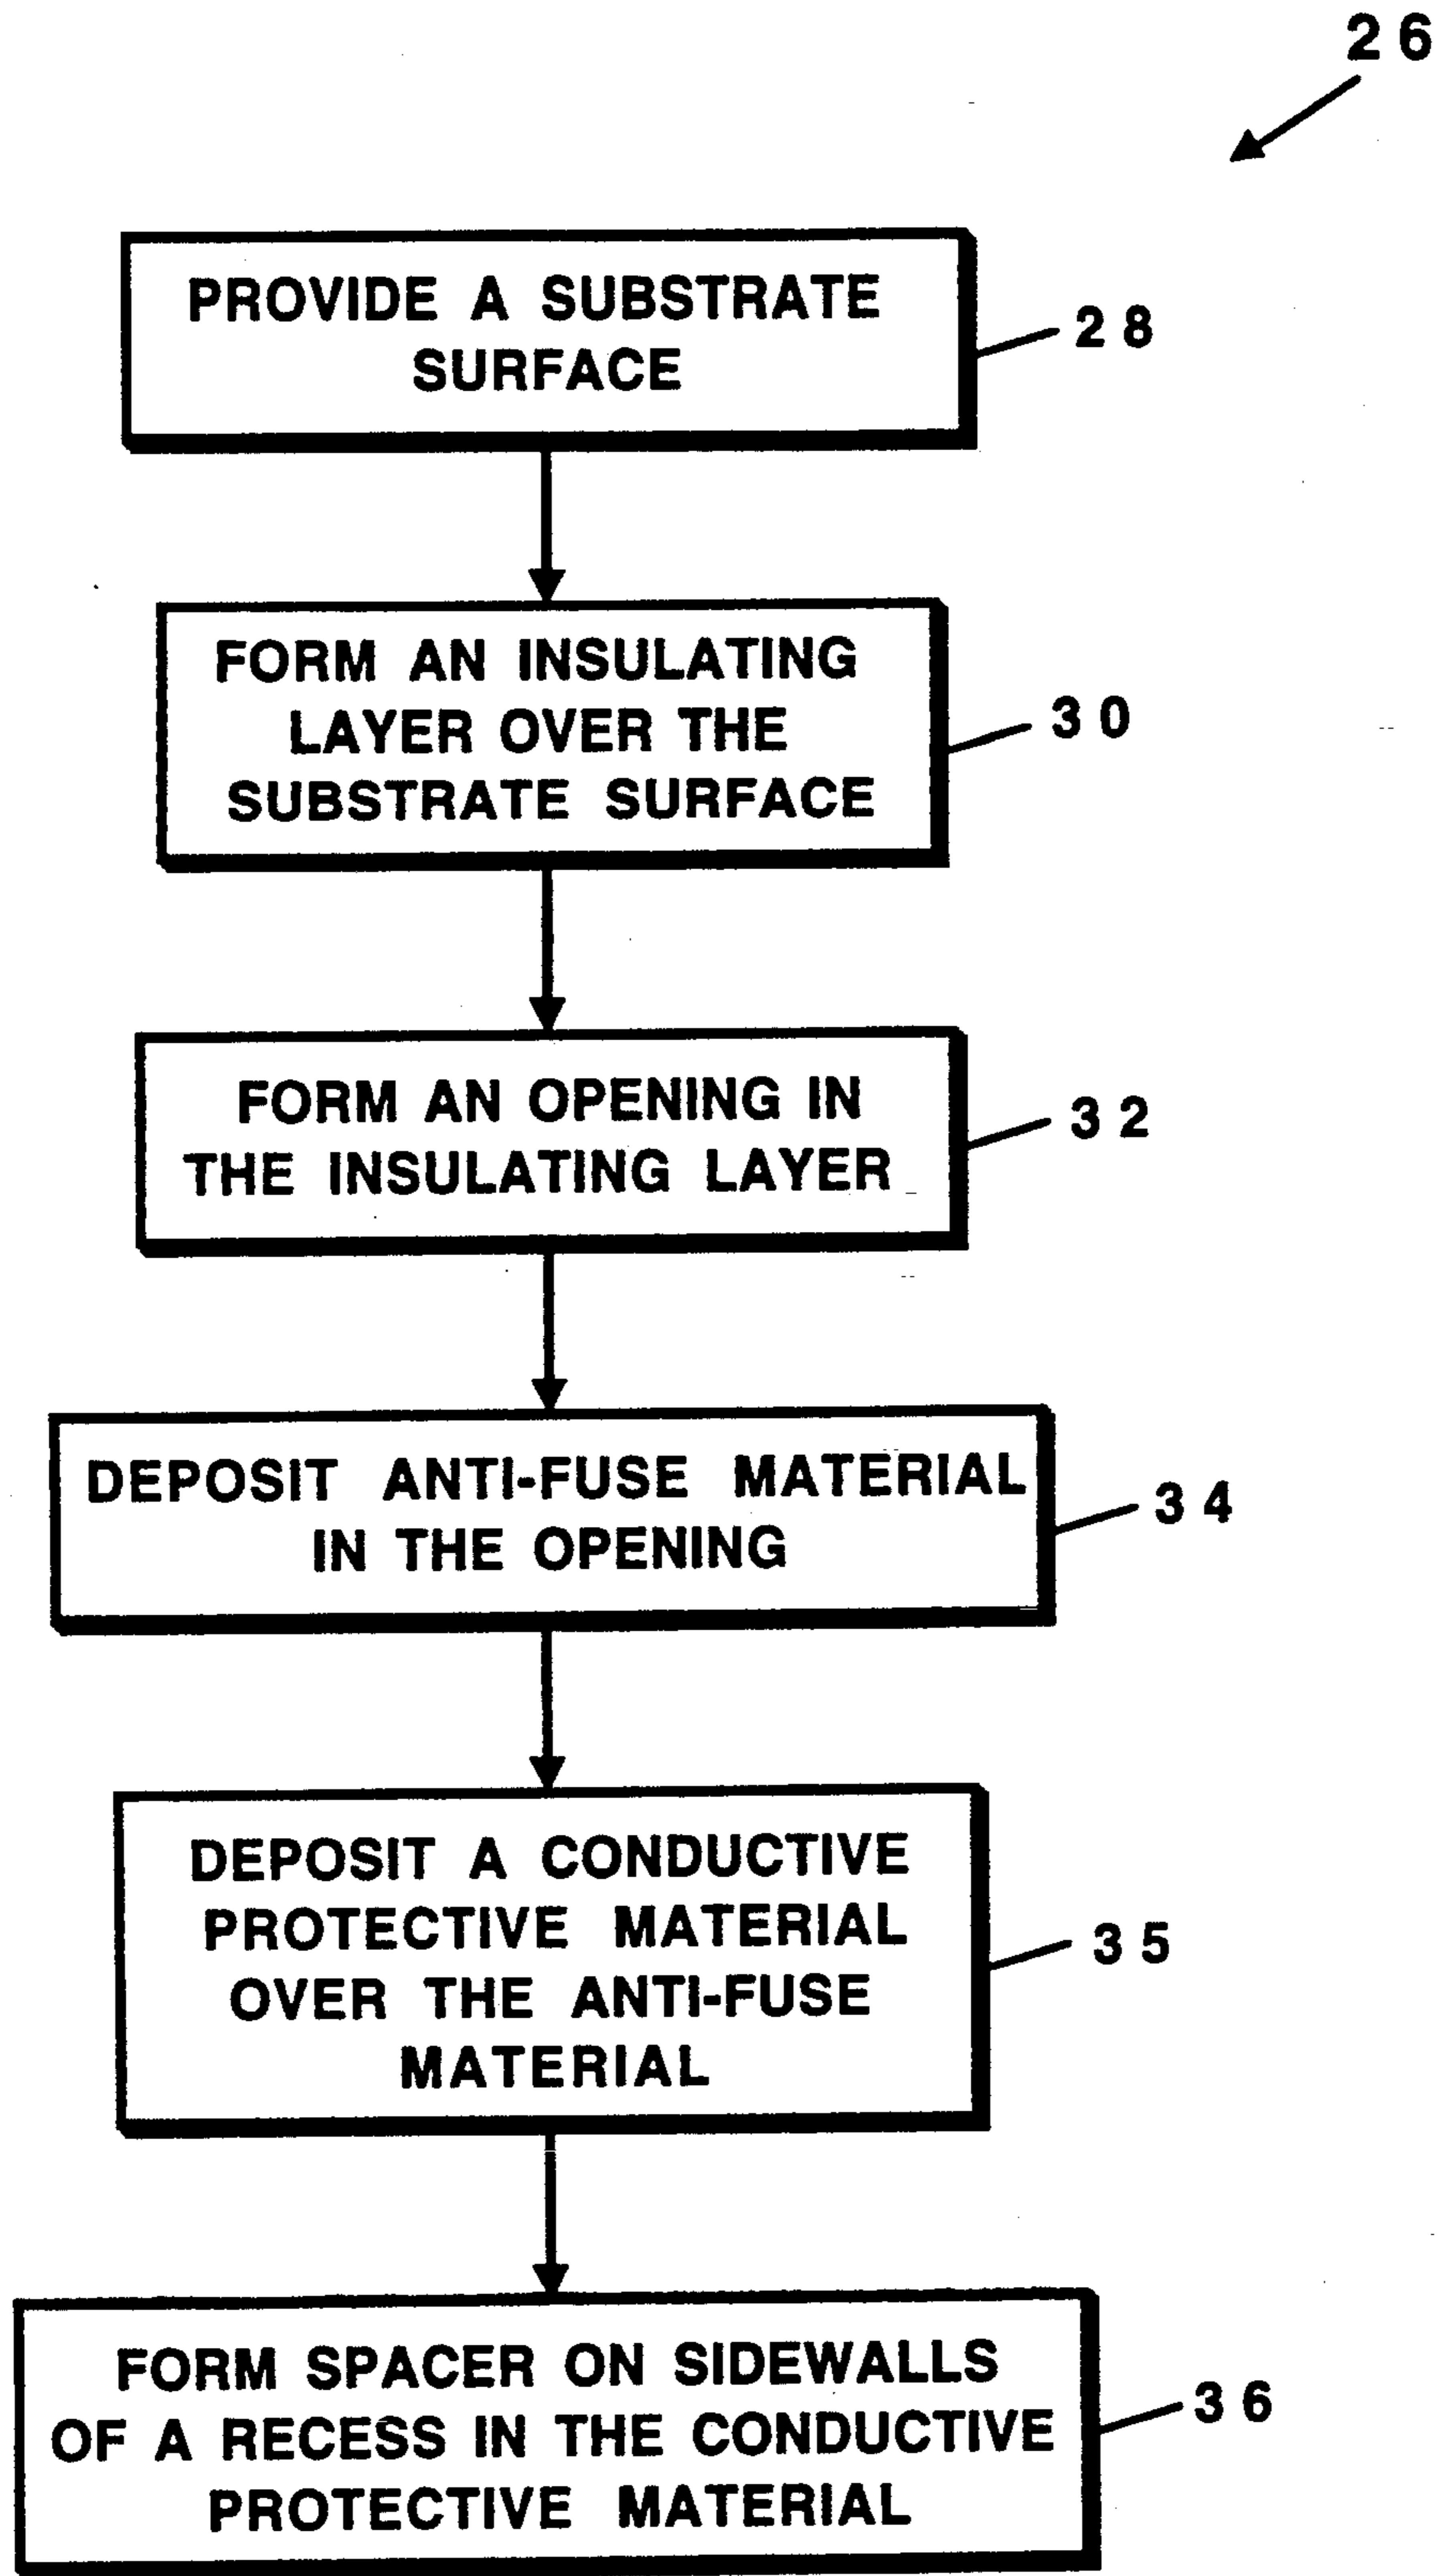 26
PROVIDE A SUBSTRATE
SURFACE
28
FORM AN INSULATING
LAYER OVER THE
SUBSTRATE SURFACE
30
FORM AN OPENING IN
THE INSULATING LAYER
32
DEPOSIT ANTI-FUSE MATERIAL
IN THE OPENING
34
DEPOSIT A CONDUCTIVE
PROTECTIVE MATERIAL
OVER THE ANTI-FUSE
MATERIAL
35
FORM SPACER ON SIDEWALLS
OF A RECESS IN THE CONDUCTIVE
PROTECTIVE MATERIAL
36